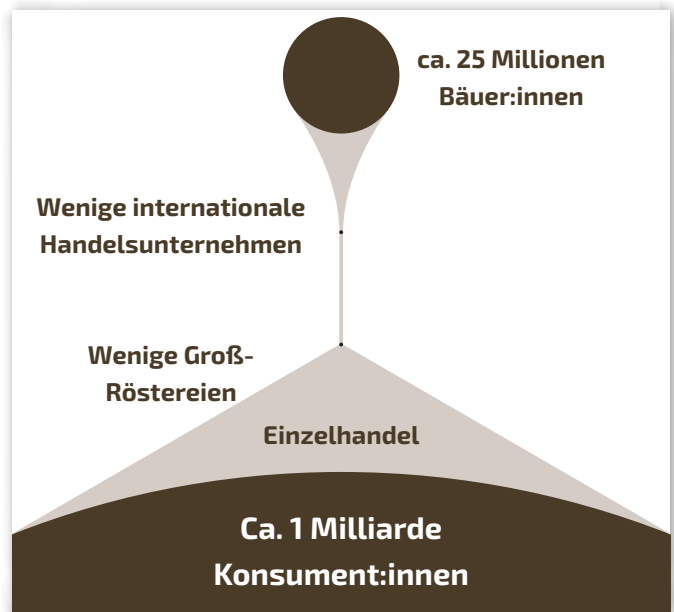 ca. 25 Millionen
Bäuer:innen
Wenige internationale
Handelsunternehmen
Wenige Groß-
Röstereien
Einzelhandel
Ca. 1 Milliarde
Konsument:innen